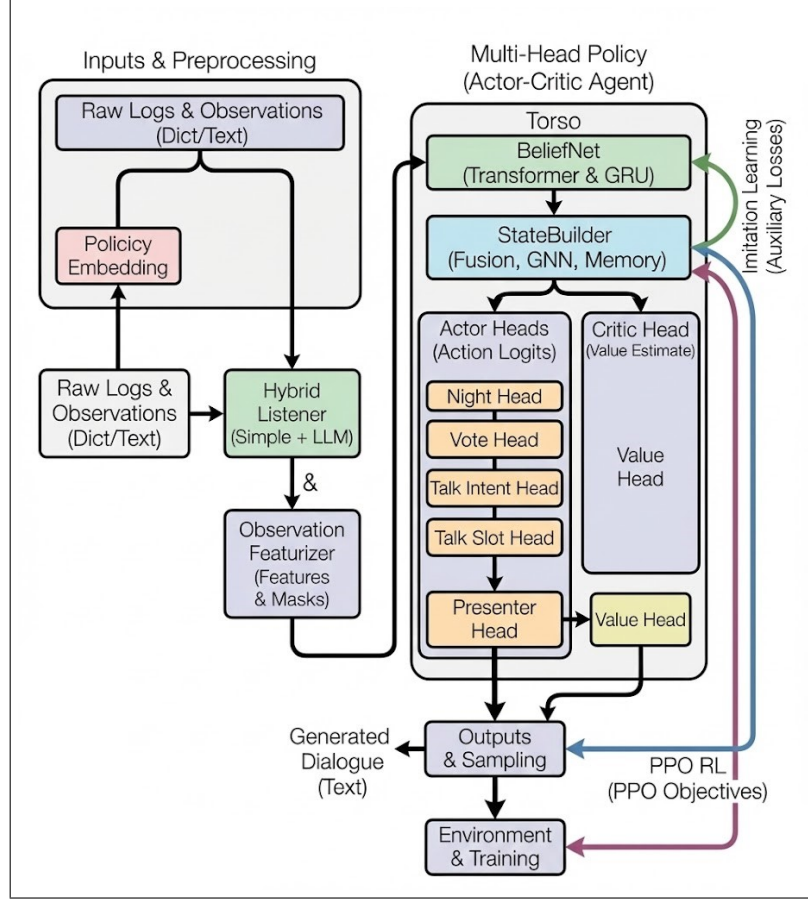 Inputs & Preprocessing
Raw Logs & Observations
(Dict/Text)
Policicy
Embedding
Raw Logs &
Observations
(Dict/Text)
Hybrid
Listener
(Simple + LLM)
&
Observation
Featurizer
(Features
& Masks)
Multi-Head Policy
(Actor-Critic Agent)
Torso
BeliefNet
(Transformer & GRU)
StateBuilder
(Fusion, GNN, Memory)
Actor Heads
(Action Logits)
Night Head
Vote Head
Talk Intent Head
Talk Slot Head
Presenter
Head
Critic Head
(Value Estimate)
Value
Head
Value Head
Imitation Learning
(Auxiliary Losses)
Generated
Dialogue
(Text)
Outputs
& Sampling
PPO RL
(PPO Objectives)
Environment
& Training